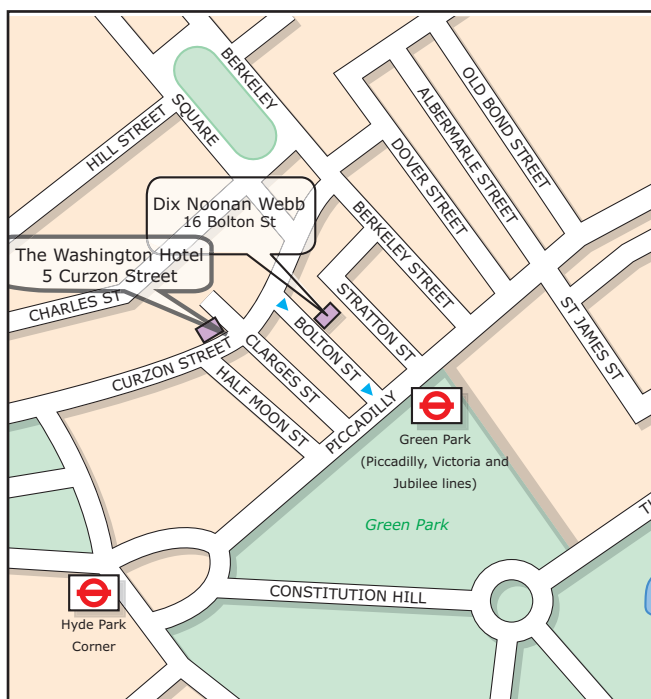 BERKELEY
SQUARE
HILL STREET
OLD BOND STREET
ALBERMARLE STREET
DOVER STREET
Dix Noonan Webb
16 Bolton St
BERKELEY STREET
The Washington Hotel
5 Curzon Street
CHARLES ST
STRATTON ST
ST JAMES ST
BOLTON ST
CLARGES ST
CURZON STREET
HALF MOON ST
PICCADILLY
Green Park
(Piccadilly, Victoria and
Jubilee lines)
Green Park
CONSTITUTION HILL
Hyde Park
Corner